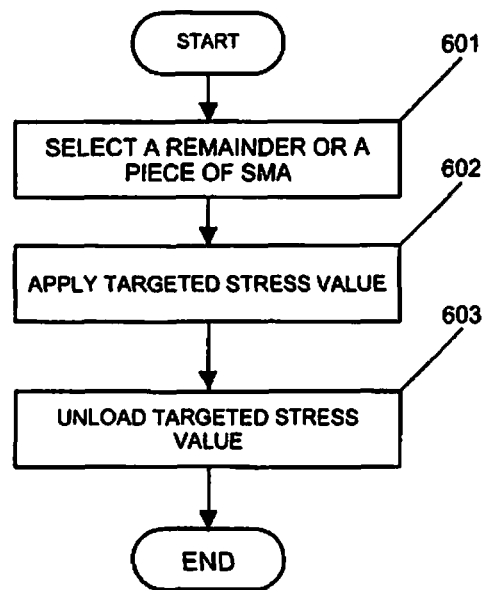 START
601
SELECT A REMAINDER OR A
PIECE OF SMA
602
APPLY TARGETED STRESS VALUE
603
UNLOAD TARGETED STRESS
VALUE
END